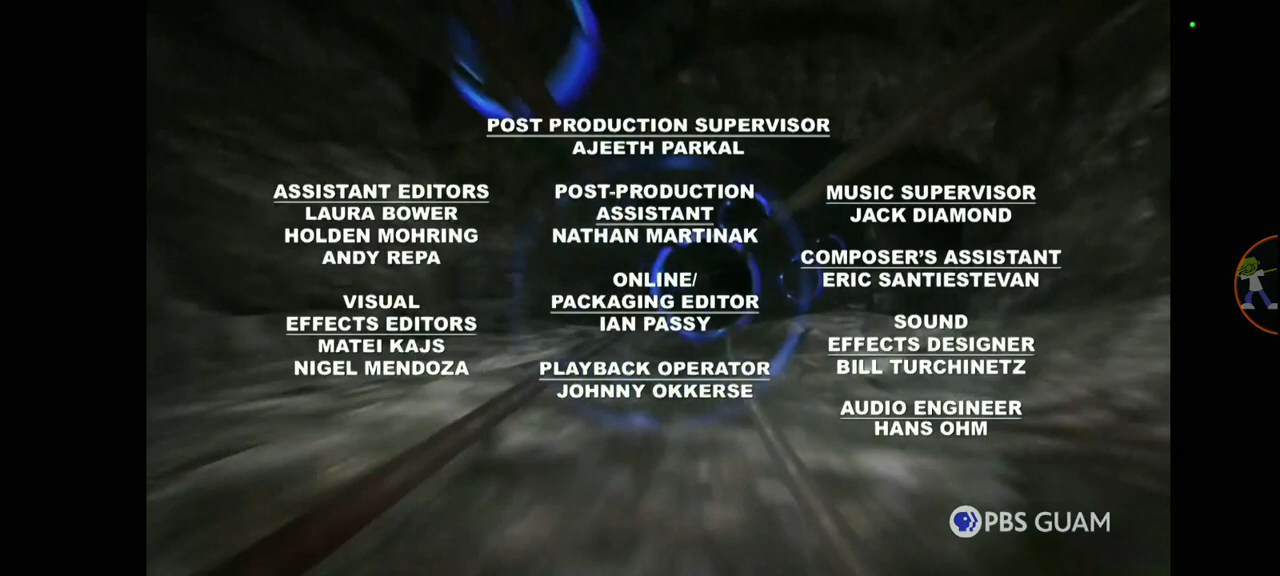 POST PRODUCTION SUPERVISOR
AJEETH PARKAL
ASSISTANT EDITORS
LAURA BOWER
HOLDEN MOHRING
ANDY REPA
VISUAL
EFFECTS EDITORS
MATEI KAJS
NIGEL MENDOZA
POST-PRODUCTION
ASSISTANT
NATHAN MARTINAK
ONLINE/
PACKAGING EDITOR
IAN PASSY
PLAYBACK OPERATOR
JOHNNY OKKERSE
MUSIC SUPERVISOR
JACK DIAMOND
COMPOSER'S ASSISTANT
ERIC SANTIESTEVAN
SOUND
EFFECTS DESIGNER
BILL TURCHINETZ
AUDIO ENGINEER
HANS OHM
PBS GUAM